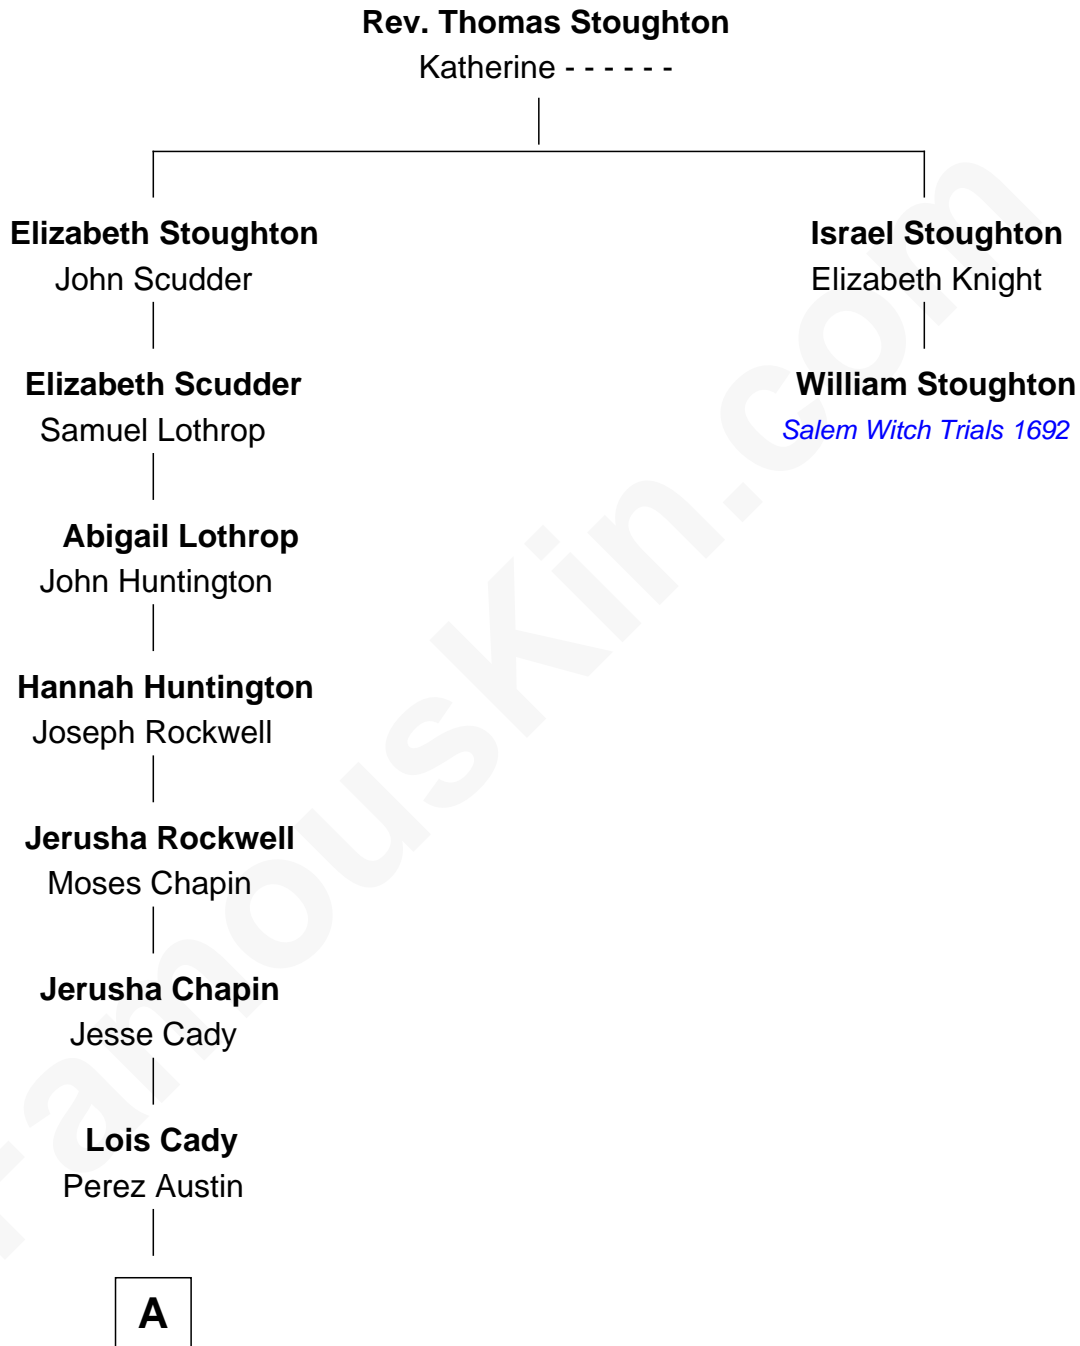 Rev. Thomas Stoughton
Katherine - - - - - -
Elizabeth Stoughton
John Scudder
Israel Stoughton
Elizabeth Knight
Elizabeth Scudder
Samuel Lothrop
William Stoughton
Salem Witch Trials 1692
Abigail Lothrop
John Huntington
Hannah Huntington
Joseph Rockwell
Jerusha Rockwell
Moses Chapin
Jerusha Chapin
Jesse Cady
Lois Cady
Perez Austin
A
FamousKin.com